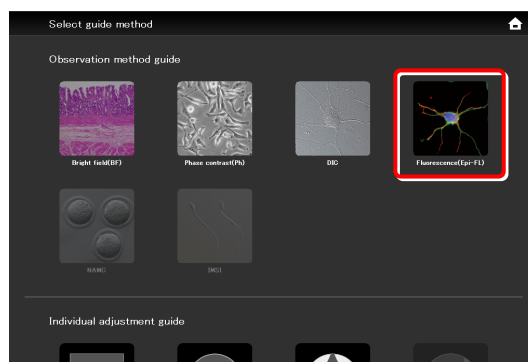 Select guide method
Observation method guide
Bright field(BF)
Phase contrast(Ph)
DIC
Fluorescence(Epi-FL)
NAMC
IMSI
Individual adjustment guide